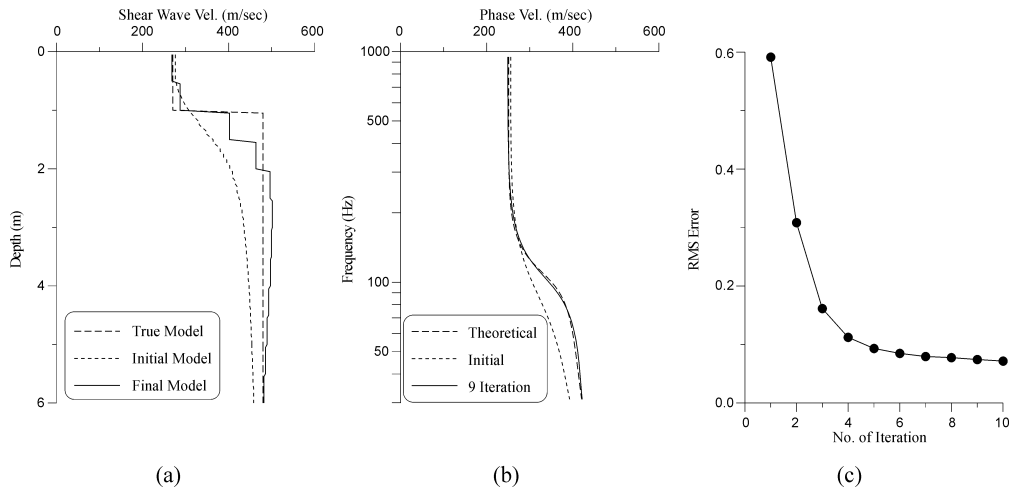 Shear Wave Vel. (m/sec)
0 200 400 600
0
2
4
6
Depth (m)
True Model
Initial Model
Final Model
(a)
Phase Vel. (m/sec)
0 200 400 600
1000
500
100
50
Frequency (Hz)
Theoretical
Initial
9 Iteration
(b)
0.6
0.4
0.2
0.0
RMS Error
0 2 4 6 8 10
No. of Iteration
(c)